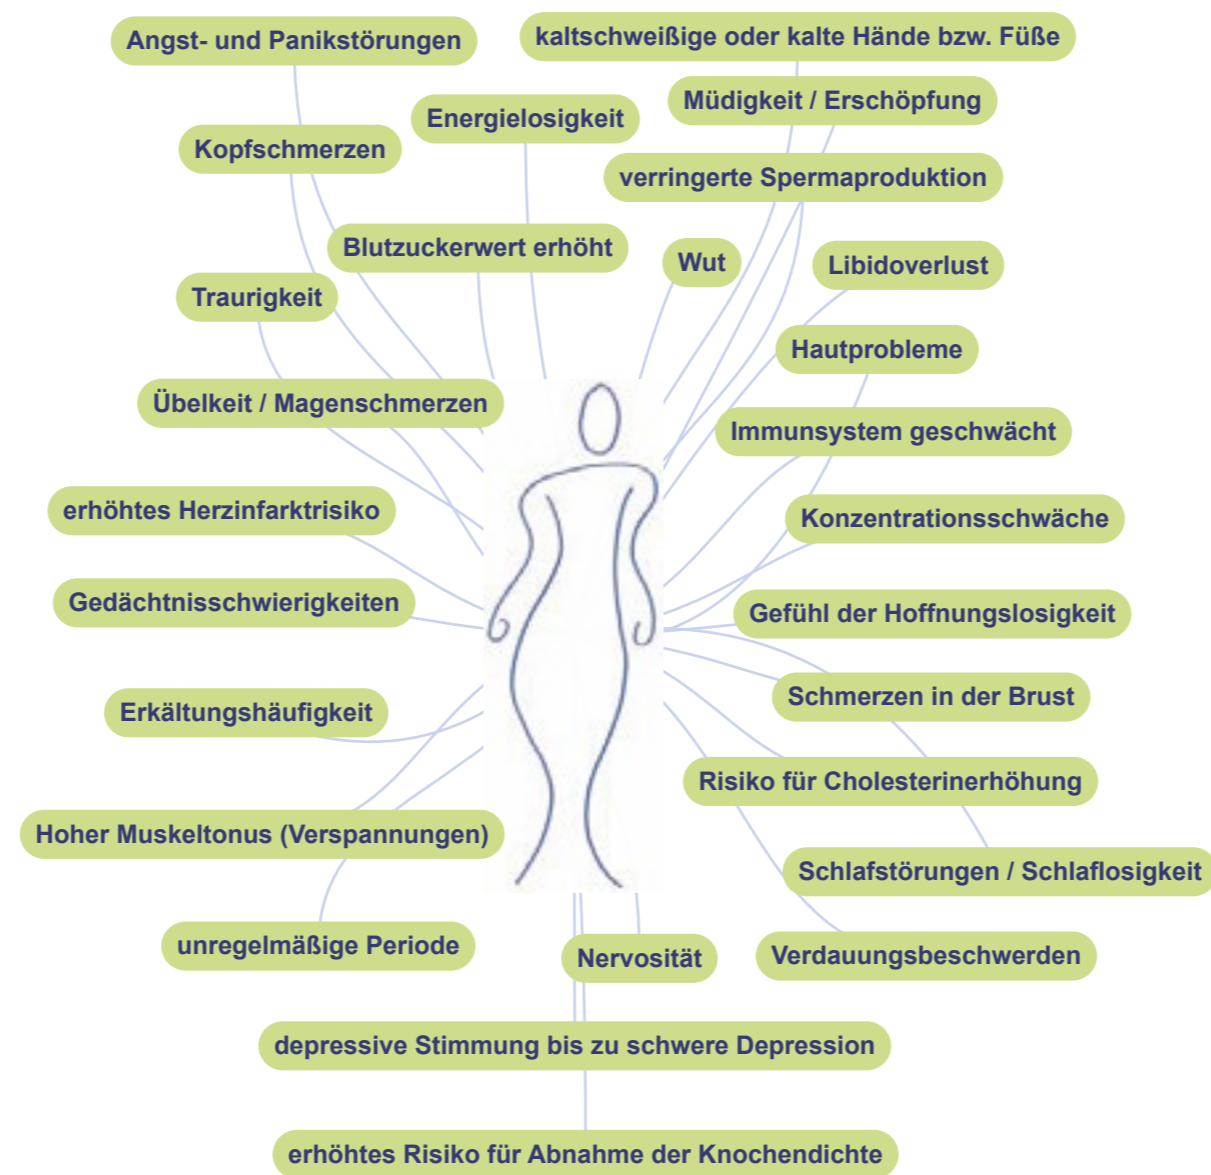 kaltschweißige oder kalte Hände bzw. Füße
Angst- und Panikstörungen
Müdigkeit / Erschöpfung
Energielosigkeit
Kopfschmerzen
verringerte Spermaproduktion
Blutzuckerwert erhöht
Wut
Libidoverlust
Traurigkeit
Hautprobleme
Übelkeit / Magenschmerzen
Immunsystem geschwächt
erhöhtes Herzinfarktrisiko
Konzentrationsschwäche
Gedächtnisschwierigkeiten
Gefühl der Hoffnungslosigkeit
Schmerzen in der Brust
Erkältungshäufigkeit
Risiko für Cholesterinerhöhung
Hoher Muskeltonus (Verspannungen)
Schlafstörungen / Schlaflosigkeit
unregelmäßige Periode
Nervosität
Verdauungsbeschwerden
depressive Stimmung bis zu schwere Depression
erhöhtes Risiko für Abnahme der Knochendichte